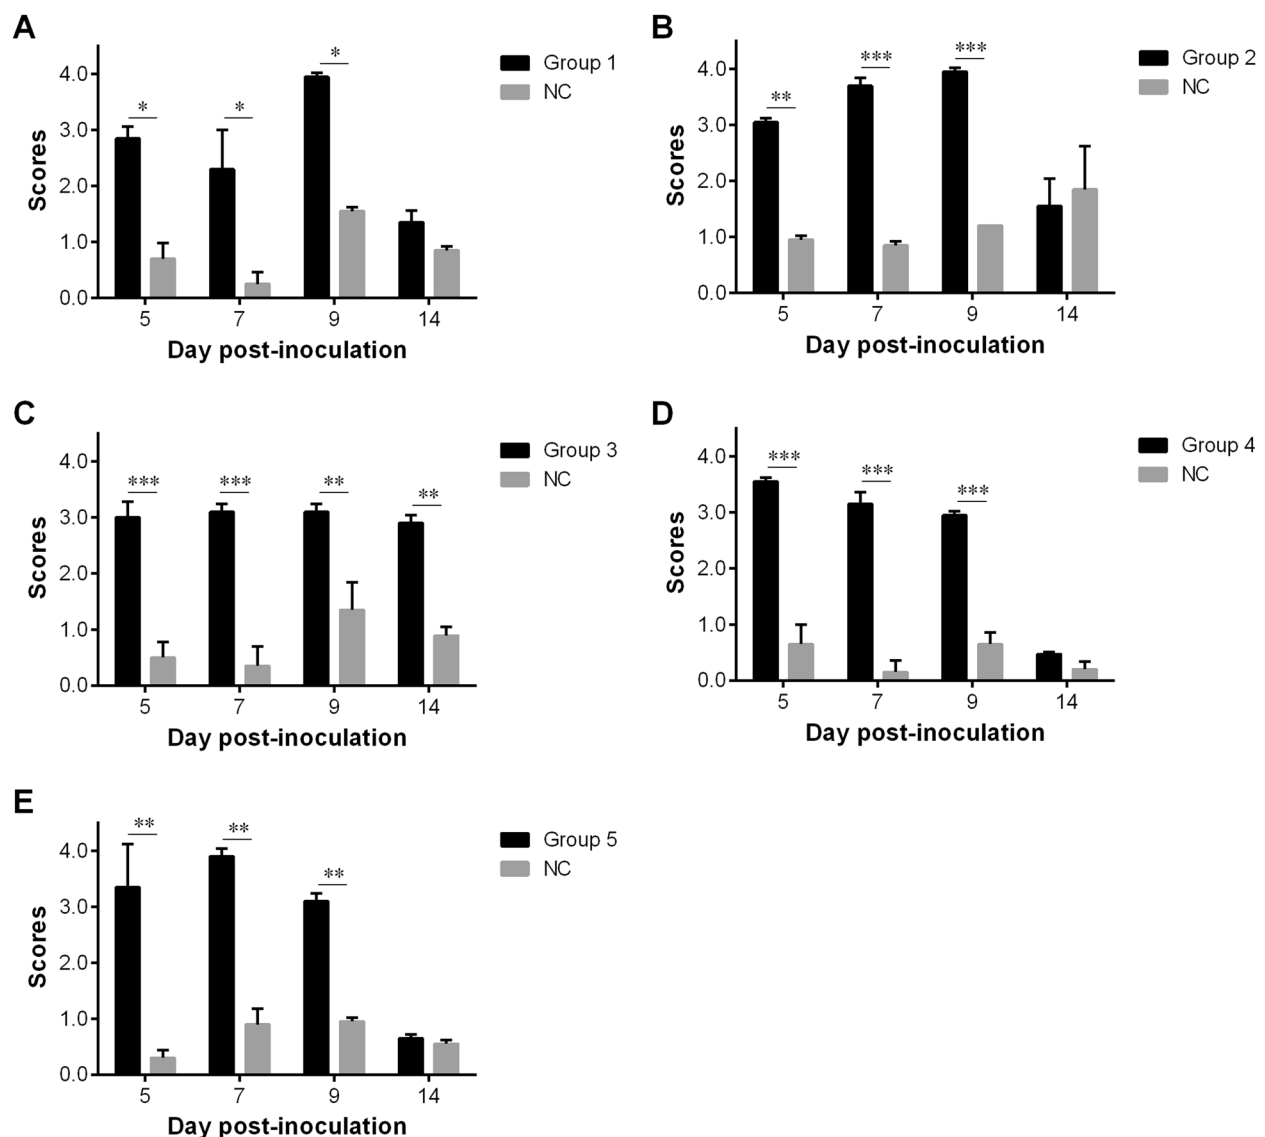 A
Group 1
NC
Scores
4.0
3.0
2.0
1.0
0.0
*
*
*
5 7 9 14
Day post-inoculation
B
Group 2
NC
Scores
4.0
3.0
2.0
1.0
0.0
**
***
***
5 7 9 14
Day post-inoculation
C
Group 3
NC
Scores
4.0
3.0
2.0
1.0
0.0
*** *** ** **
5 7 9 14
Day post-inoculation
D
Group 4
NC
Scores
4.0
3.0
2.0
1.0
0.0
***
***
***
5 7 9 14
Day post-inoculation
E
Group 5
NC
Scores
4.0
3.0
2.0
1.0
0.0
**
**
**
5 7 9 14
Day post-inoculation